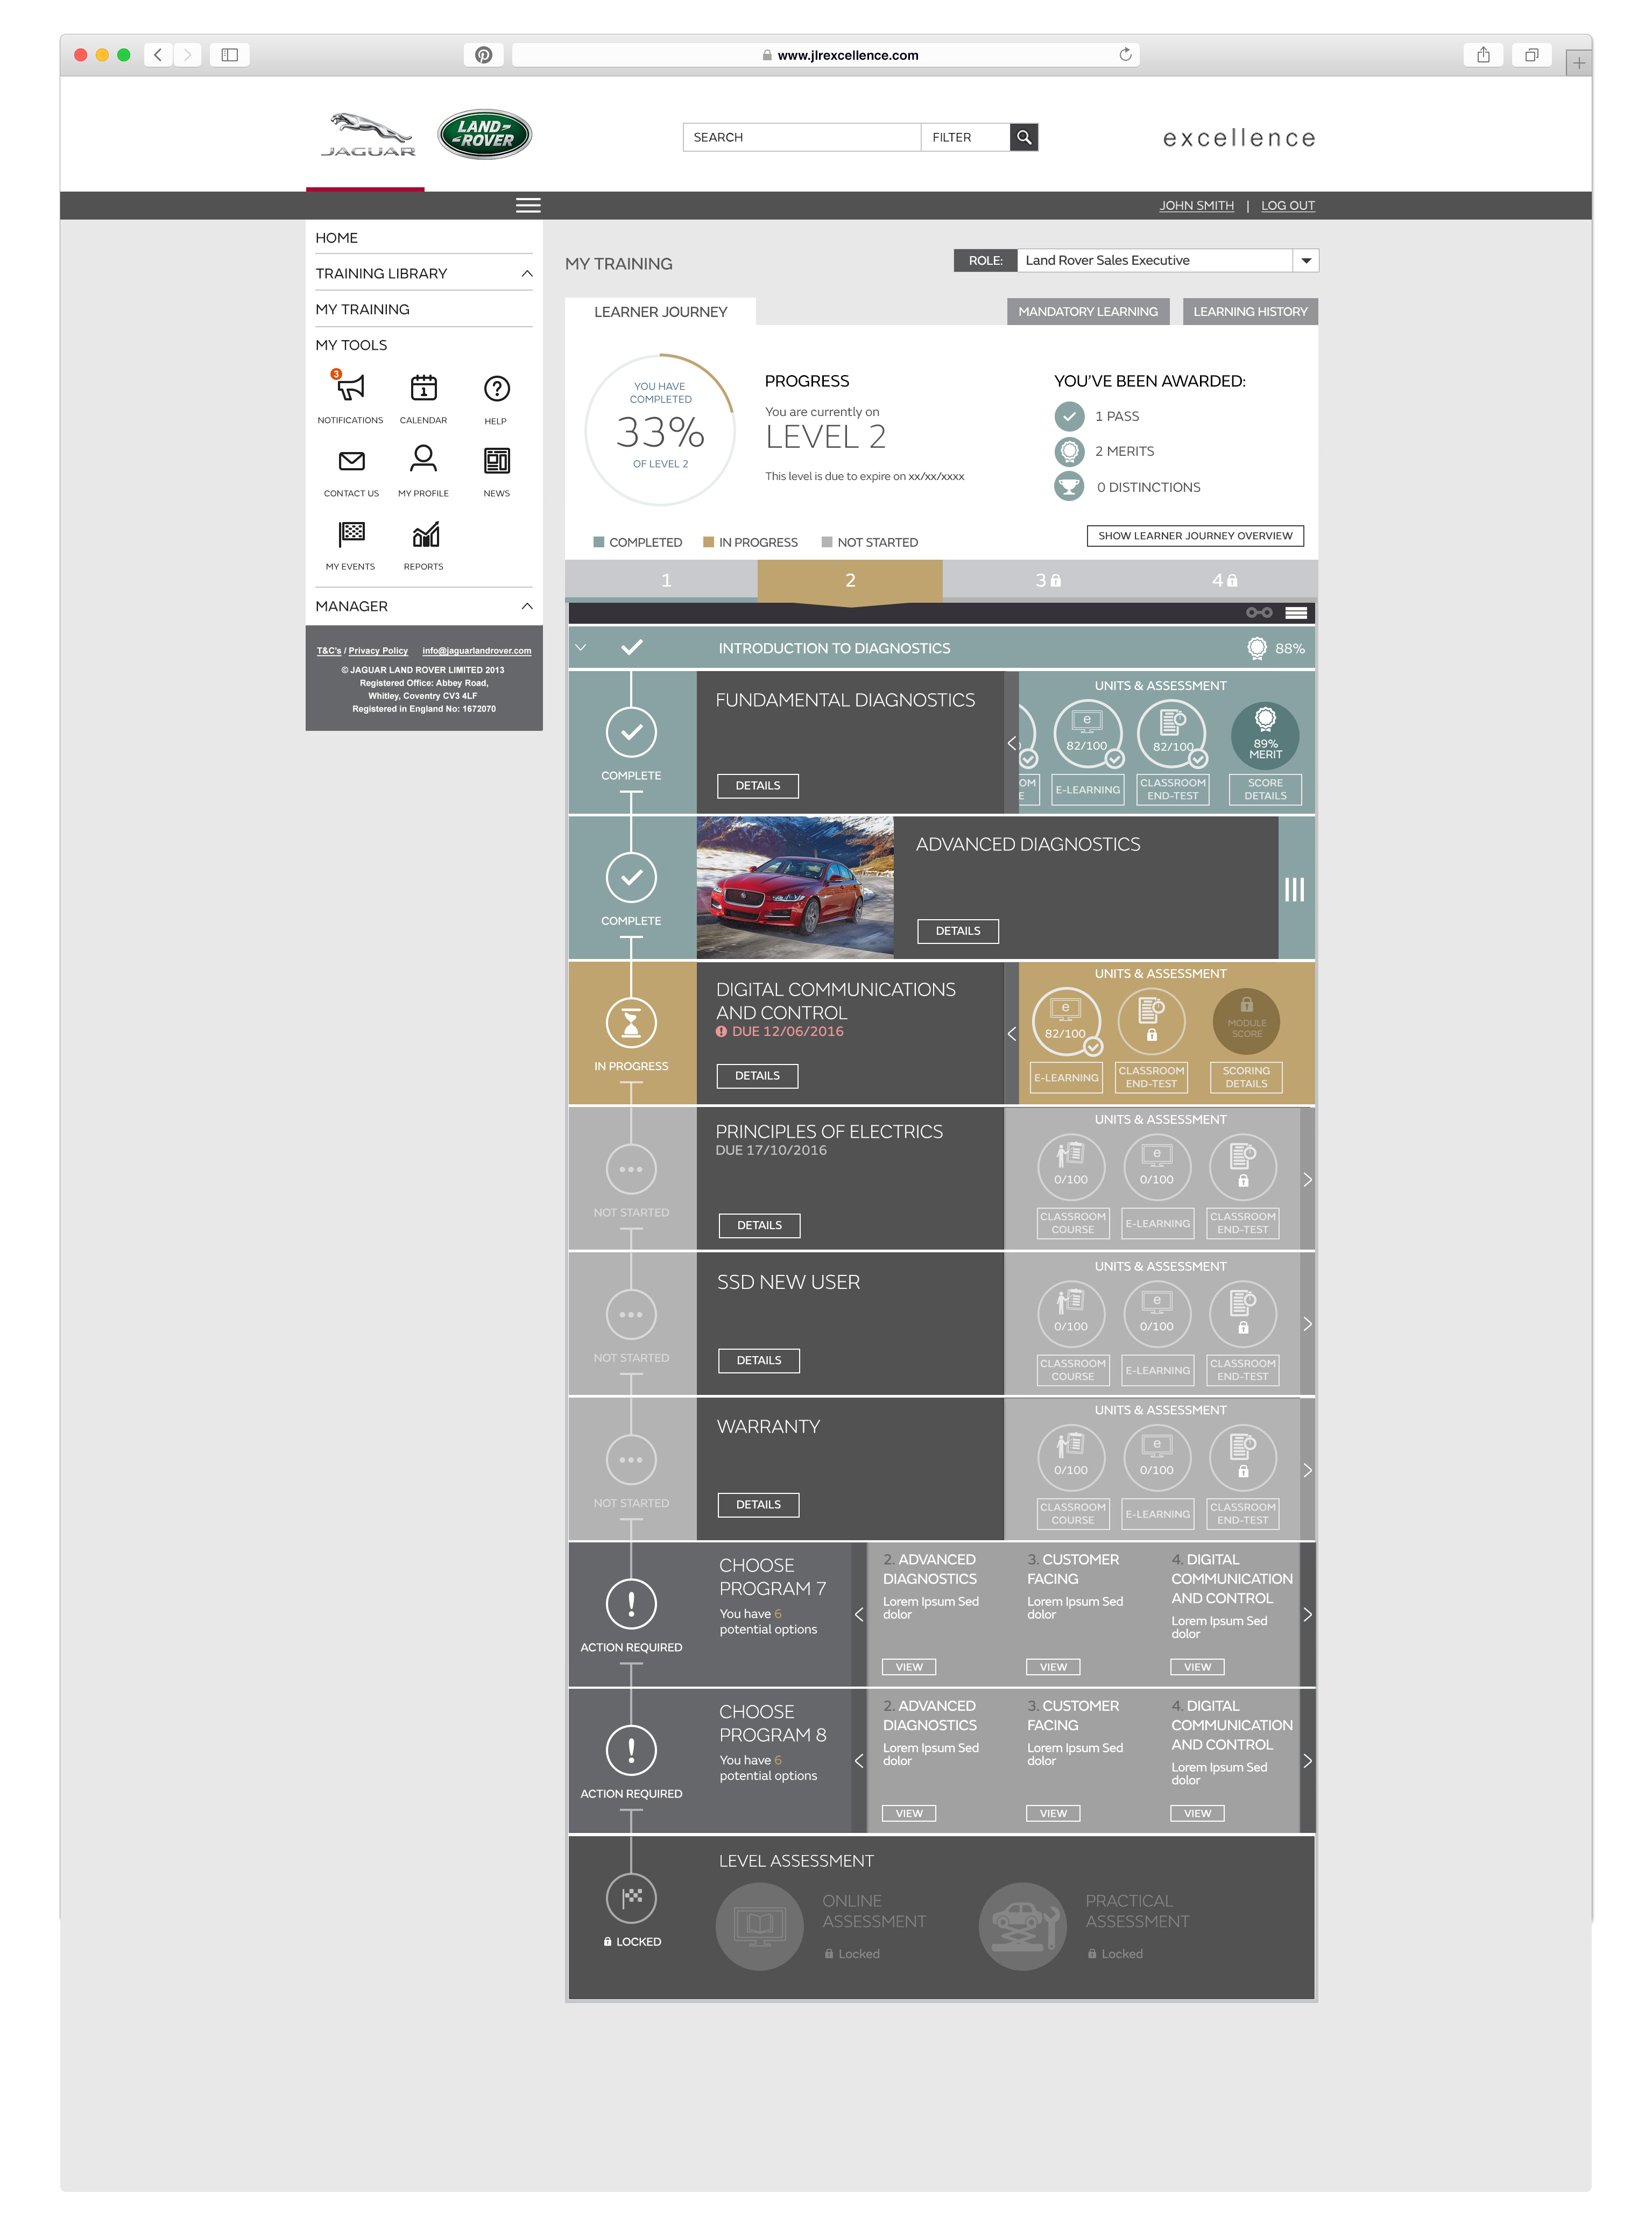 www.jlrexcellence.com
JAGUAR
LAND-
-ROVER
SEARCH
FILTER
excellence
JOHN SMITH | LOG OUT
HOME
TRAINING LIBRARY
MY TRAINING
MY TOOLS
3
1
NOTIFICATIONS
CALENDAR
HELP
CONTACT US
MY PROFILE
NEWS
MY EVENTS
REPORTS
MANAGER
T&C's / Privacy Policy info@jaguarlandrover.com
© JAGUAR LAND ROVER LIMITED 2013
Registered Office: Abbey Road,
Whitley, Coventry CV3 4LF
Registered in England No: 1672070
MY TRAINING
ROLE: Land Rover Sales Executive
LEARNER JOURNEY
MANDATORY LEARNING
LEARNING HISTORY
YOU HAVE
COMPLETED
33%
OF LEVEL 2
PROGRESS
You are currently on
LEVEL 2
This level is due to expire on xx/xx/xxxx
YOU'VE BEEN AWARDED:
1 PASS
2 MERITS
0 DISTINCTIONS
COMPLETED
IN PROGRESS
NOT STARTED
SHOW LEARNER JOURNEY OVERVIEW
1
2
3
4
INTRODUCTION TO DIAGNOSTICS
88%
COMPLETE
FUNDAMENTAL DIAGNOSTICS
DETAILS
UNITS & ASSESSMENT
e
82/100
82/100
89%
MERIT
OM
E
E-LEARNING
CLASSROOM
END-TEST
SCORE
DETAILS
COMPLETE
ADVANCED DIAGNOSTICS
DETAILS
IN PROGRESS
DIGITAL COMMUNICATIONS
AND CONTROL
DUE 12/06/2016
DETAILS
UNITS & ASSESSMENT
e
82/100
MODULE
SCORE
E-LEARNING
CLASSROOM
END-TEST
SCORING
DETAILS
NOT STARTED
PRINCIPLES OF ELECTRICS
DUE 17/10/2016
DETAILS
UNITS & ASSESSMENT
e
0/100
0/100
CLASSROOM
COURSE
E-LEARNING
CLASSROOM
END-TEST
NOT STARTED
SSD NEW USER
DETAILS
UNITS & ASSESSMENT
e
0/100
0/100
CLASSROOM
COURSE
E-LEARNING
CLASSROOM
END-TEST
NOT STARTED
WARRANTY
DETAILS
UNITS & ASSESSMENT
e
0/100
0/100
CLASSROOM
COURSE
E-LEARNING
CLASSROOM
END-TEST
ACTION REQUIRED
CHOOSE
PROGRAM 7
You have 6
potential options
2. ADVANCED
DIAGNOSTICS
Lorem Ipsum Sed
dolor
VIEW
3. CUSTOMER
FACING
Lorem Ipsum Sed
dolor
VIEW
4. DIGITAL
COMMUNICATION
AND CONTROL
Lorem Ipsum Sed
dolor
VIEW
ACTION REQUIRED
CHOOSE
PROGRAM 8
You have 6
potential options
2. ADVANCED
DIAGNOSTICS
Lorem Ipsum Sed
dolor
VIEW
3. CUSTOMER
FACING
Lorem Ipsum Sed
dolor
VIEW
4. DIGITAL
COMMUNICATION
AND CONTROL
Lorem Ipsum Sed
dolor
VIEW
LOCKED
LEVEL ASSESSMENT
ONLINE
ASSESSMENT
Locked
PRACTICAL
ASSESSMENT
Locked